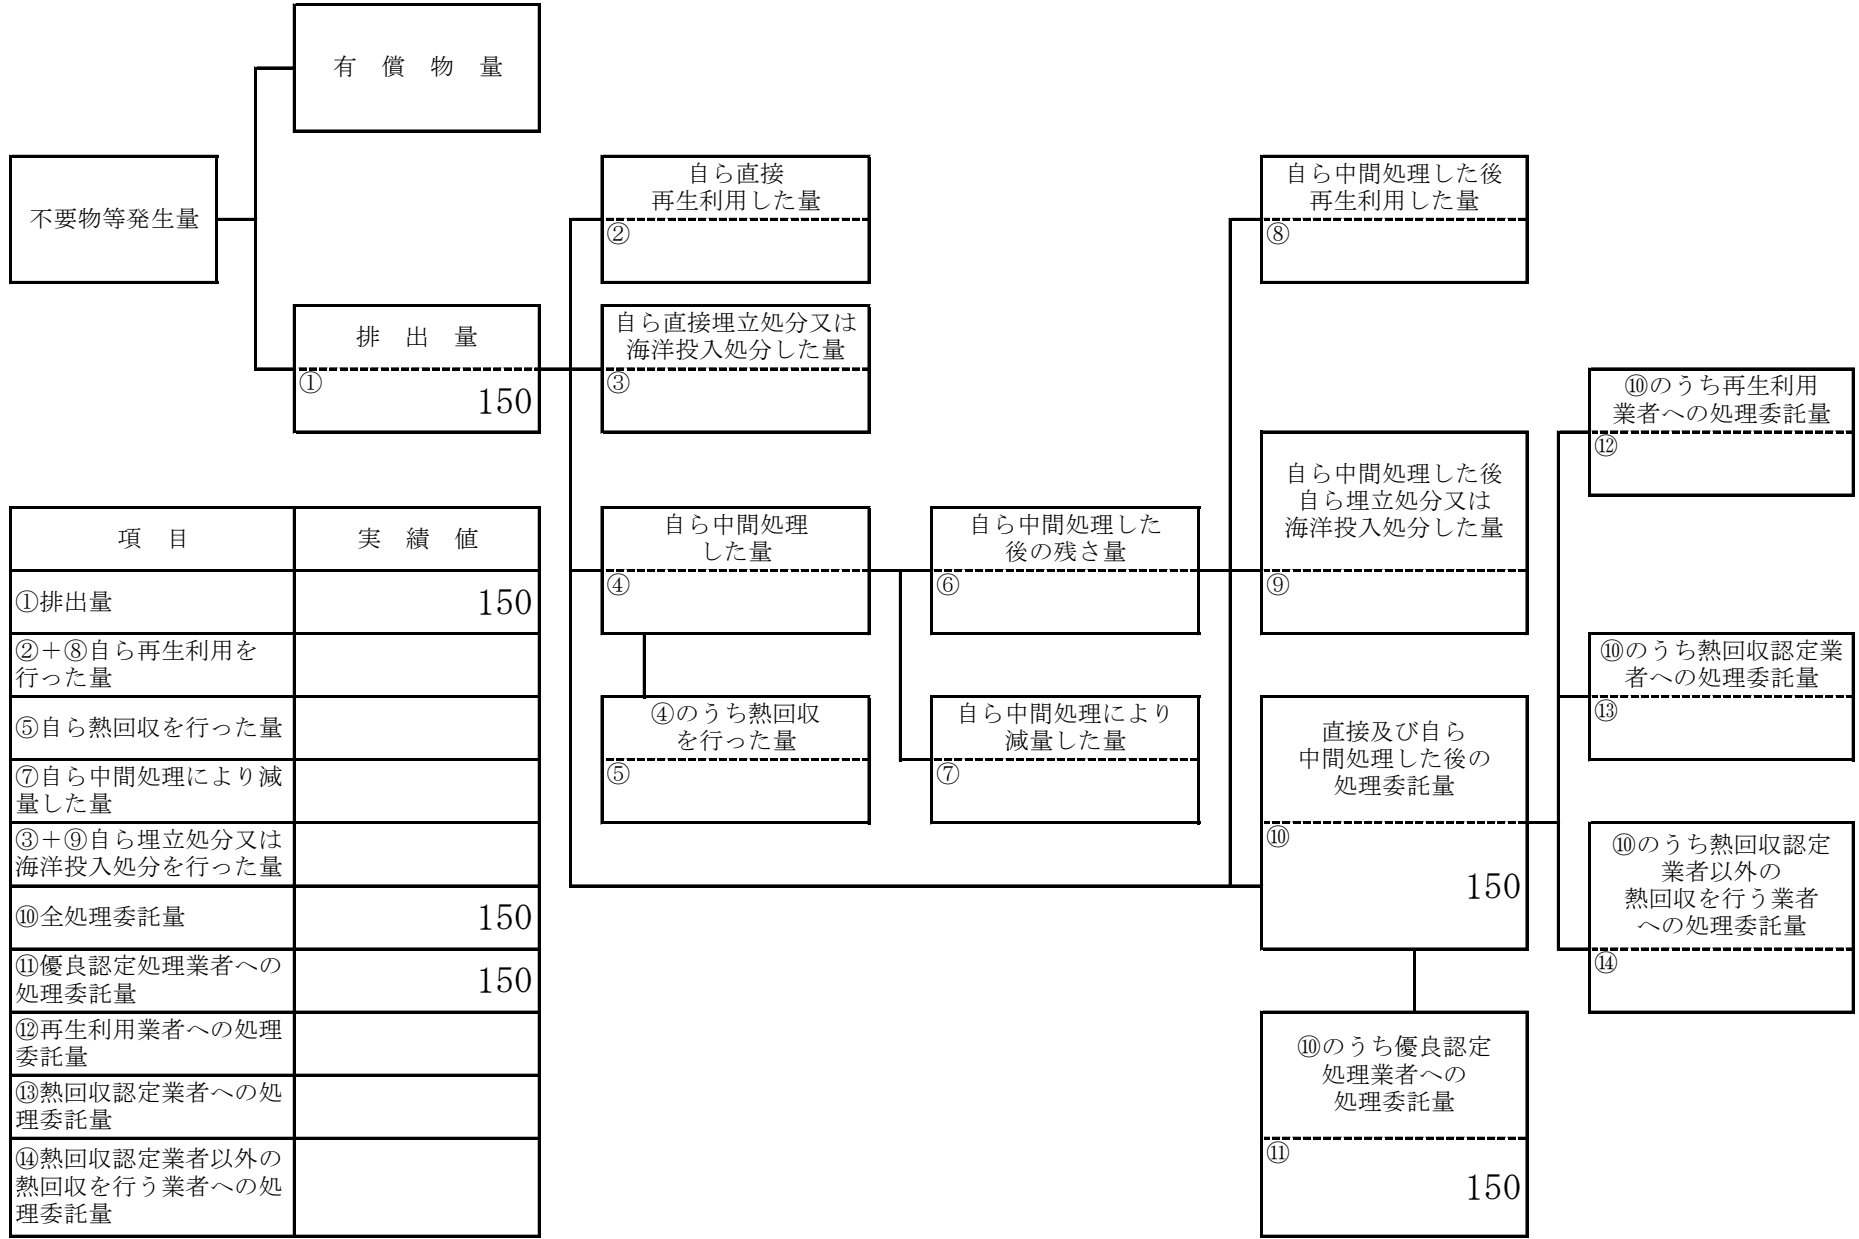 有　償　物　量
不要物等発生量
排　出　量
①
150
自ら直接
再生利用した量
②
自ら直接埋立処分又は
海洋投入処分した量
③
自ら中間処理
した量
④
④のうち熱回収
を行った量
⑤
自ら中間処理した
後の残さ量
⑥
自ら中間処理により
減量した量
⑦
自ら中間処理した後
再生利用した量
⑧
自ら中間処理した後
自ら埋立処分又は
海洋投入処分した量
⑨
直接及び自ら
中間処理した後の
処理委託量
⑩
150
⑩のうち優良認定
処理業者への
処理委託量
⑪
150
⑩のうち再生利用
業者への処理委託量
⑫
⑩のうち熱回収認定業
者への処理委託量
⑬
⑩のうち熱回収認定
業者以外の
熱回収を行う業者
への処理委託量
⑭
項　目　実　績　値
①排出量　150
②＋⑧自ら再生利用を
行った量
⑤自ら熱回収を行った量
⑦自ら中間処理により減
量した量
③＋⑨自ら埋立処分又は
海洋投入処分を行った量
⑩全処理委託量　150
⑪優良認定処理業者への
処理委託量　150
⑫再生利用業者への処理
委託量
⑬熱回収認定業者への処
理委託量
⑭熱回収認定業者以外の
熱回収を行う業者への処
理委託量